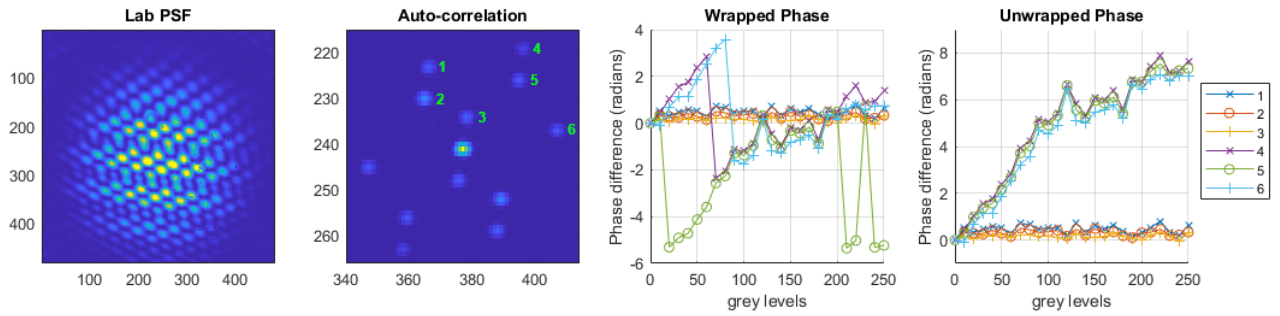 Lab PSF
100
200
300
400
100 200 300 400
Auto-correlation
220
230
240
250
260
340 360 380 400
1
2
3
4
5
6
Wrapped Phase
Phase difference (radians)
4
2
0
-2
-4
-6
0 50 100 150 200 250
grey levels
Unwrapped Phase
Phase difference (radians)
8
6
4
2
0
0 50 100 150 200 250
grey levels
1
2
3
4
5
6